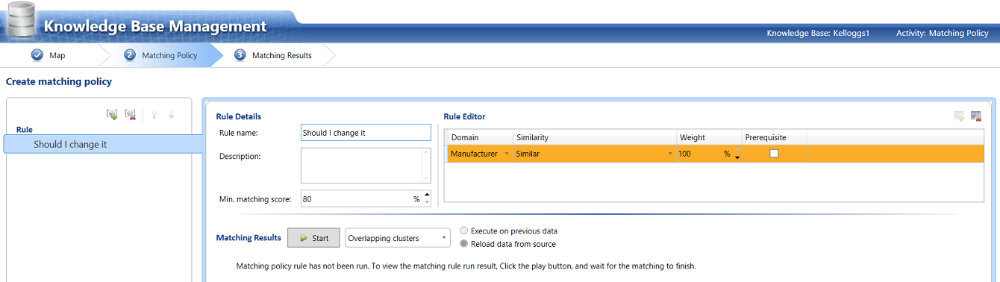 Knowledge Base Management
Knowledge Base: Kelloggs1 Activity: Matching Policy
Map 2 Matching Policy 3 Matching Results
Create matching policy
Rule
Should I change it
Rule Details
Rule name: Should I change it
Description:
Min. matching score: 80 %
Rule Editor
Domain Similarity Weight Prerequisite
Manufacturer Similar 100 %
Matching Results Start Overlapping clusters
Execute on previous data
Reload data from source
Matching policy rule has not been run. To view the matching rule run result, Click the play button, and wait for the matching to finish.